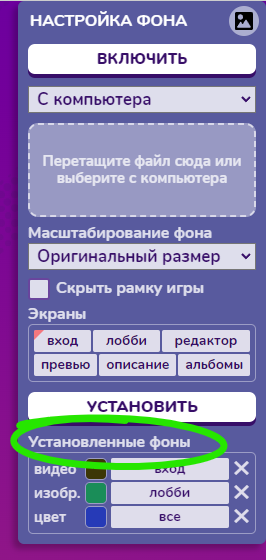 НАСТРОЙКА ФОНА
ВКЛЮЧИТЬ
С компьютера
Перетащите файл сюда или
выберите с компьютера
Масштабирование фона
Оригинальный размер
Скрыть рамку игры
Экраны
вход лобби редактор
превью описание альбомы
УСТАНОВИТЬ
Установленные фоны
видео вход
изобр. лобби
цвет все